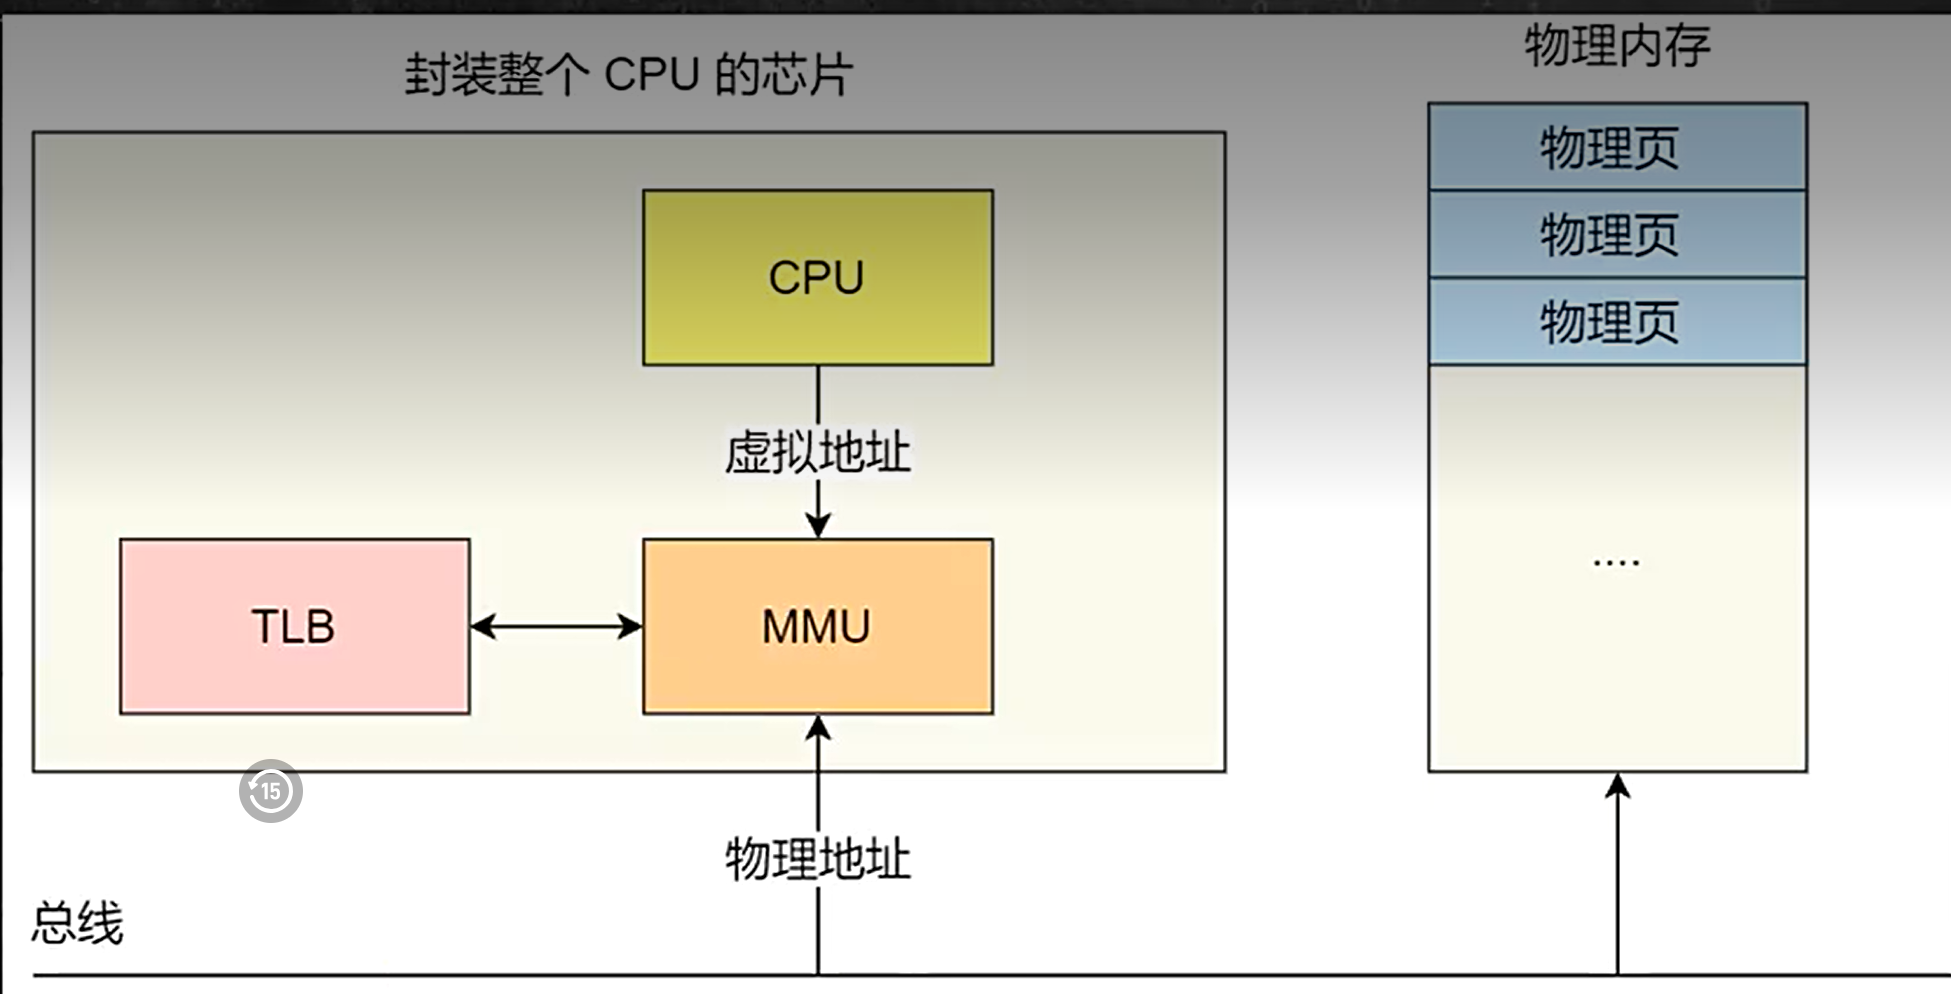 封装整个 CPU 的芯片
物理内存
物理页
物理页
物理页
....
CPU
虚拟地址
TLB
MMU
15
物理地址
总线